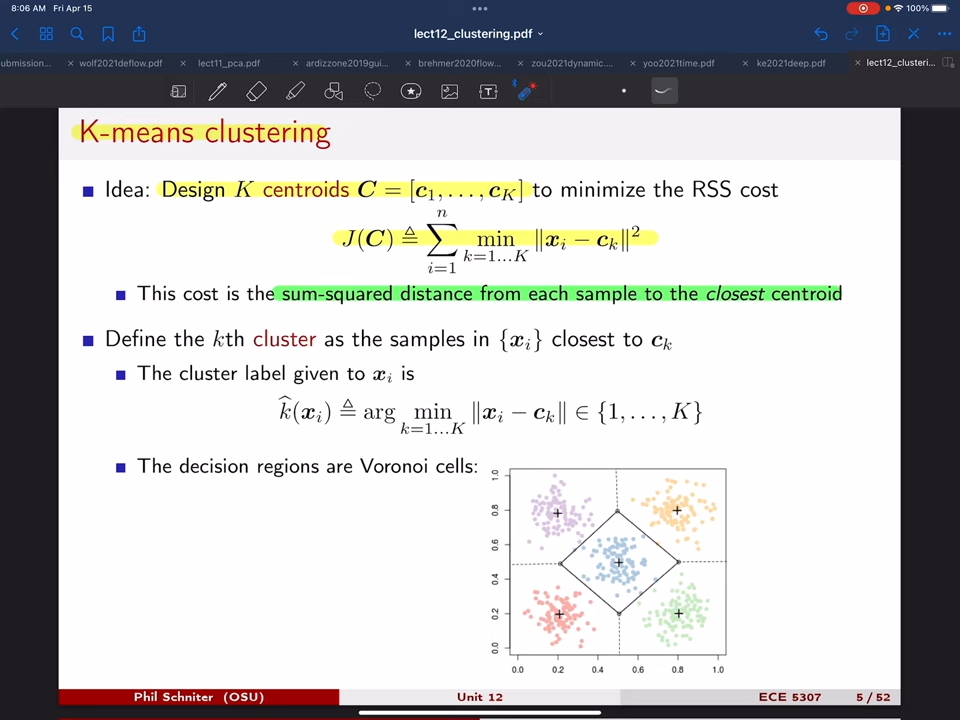 8:06 AM Fri Apr 15
100%
lect12_clustering.pdf
ubmission...
wolf2021deflow.pdf
lect11_pca.pdf
ardizzone2019gui...
brehmer2020flow...
zou2021dynamic....
yoo2021time.pdf
ke2021deep.pdf
lect12_clusteri...
K-means clustering
Idea: Design K centroids C = [c₁, . . . , c_K] to minimize the RSS cost
J(C) ≜ ∑_{i=1}^{n} min_{k=1...K} ‖x_i − c_k‖²
This cost is the sum-squared distance from each sample to the closest centroid
Define the kth cluster as the samples in {x_i} closest to c_k
The cluster label given to x_i is
k̂(x_i) ≜ arg min_{k=1...K} ‖x_i − c_k‖ ∈ {1, . . . , K}
The decision regions are Voronoi cells:
1.0
0.8
0.6
0.4
0.2
0.0
0.0 0.2 0.4 0.6 0.8 1.0
Phil Schniter (OSU) Unit 12 ECE 5307 5 / 52